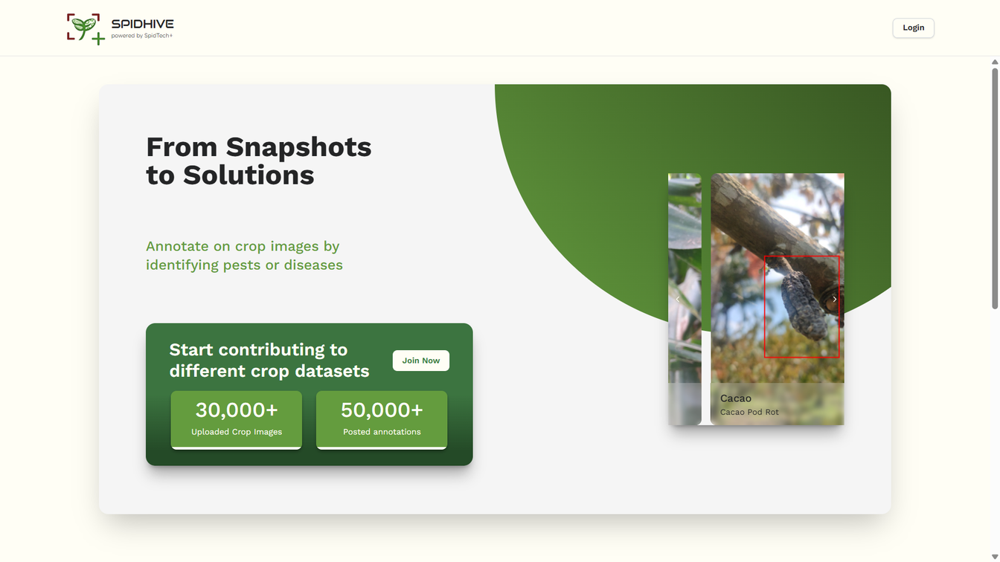 SPIDHIVE
powered by SpidTech+
Login
From Snapshots
to Solutions
Annotate on crop images by
identifying pests or diseases
Start contributing to
different crop datasets
Join Now
30,000+
Uploaded Crop Images
50,000+
Posted annotations
Cacao
Cacao Pod Rot